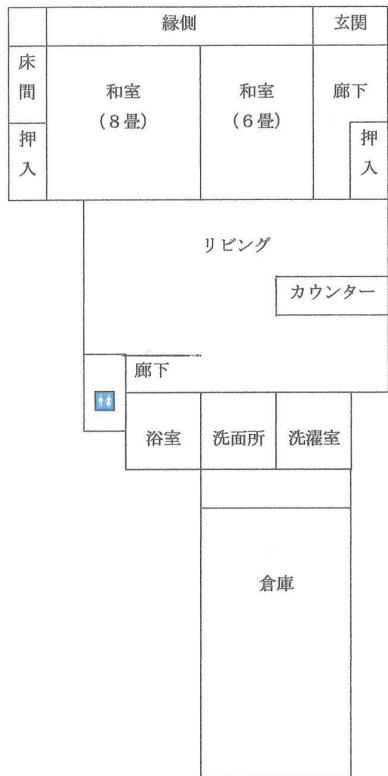 縁側
玄関
床間
和室
(8畳)
和室
(6畳)
廊下
押入
押入
リビング
カウンター
廊下
浴室
洗面所
洗濯室
倉庫